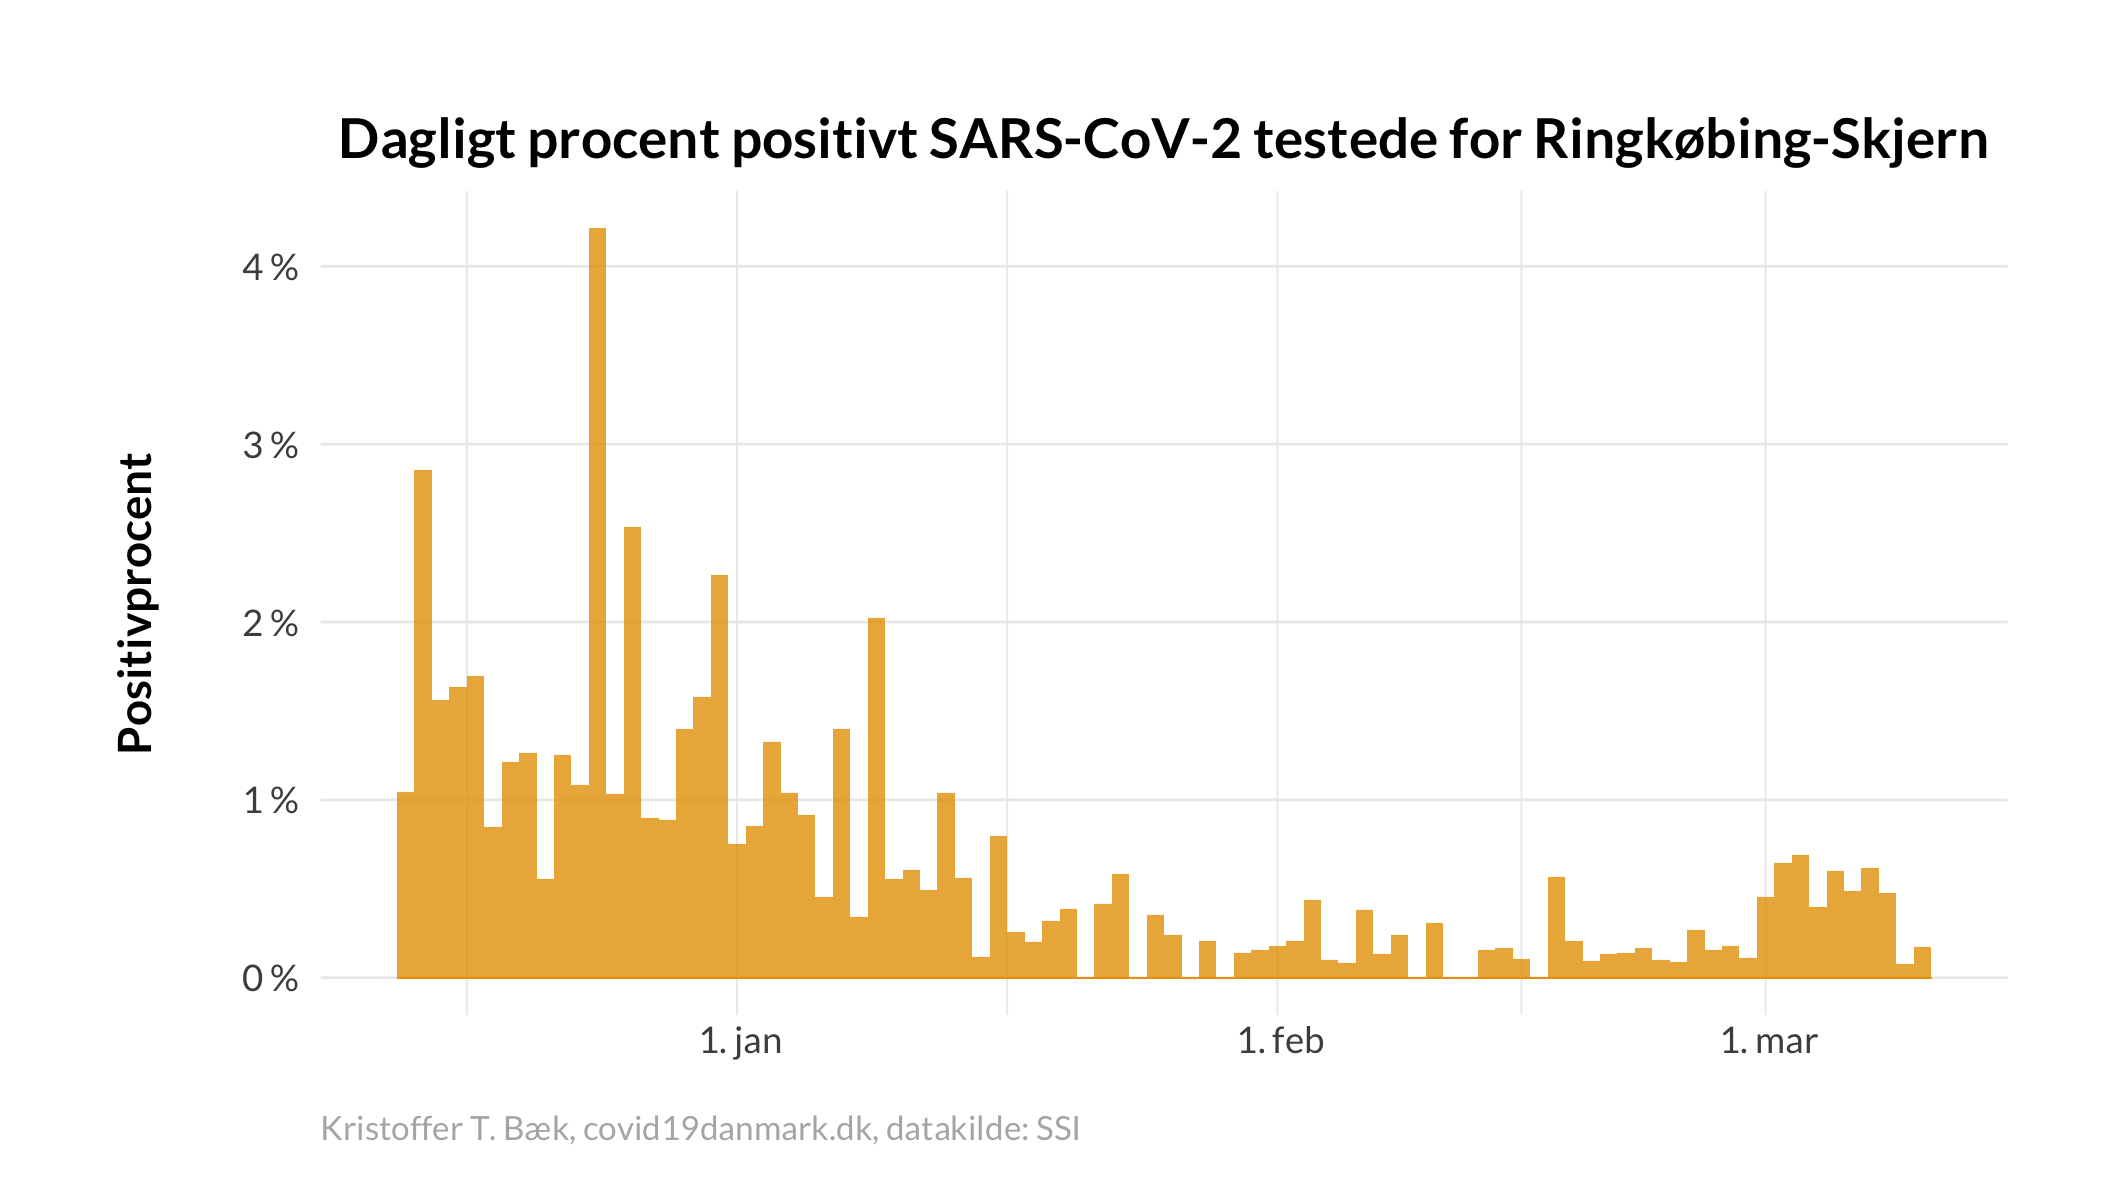 Dagligt procent positivt SARS-CoV-2 testede for Ringkøbing-Skjern
Positivprocent
4 %
3 %
2 %
1 %
0 %
1. jan
1. feb
1. mar
Kristoffer T. Bæk, covid19danmark.dk, datakilde: SSI